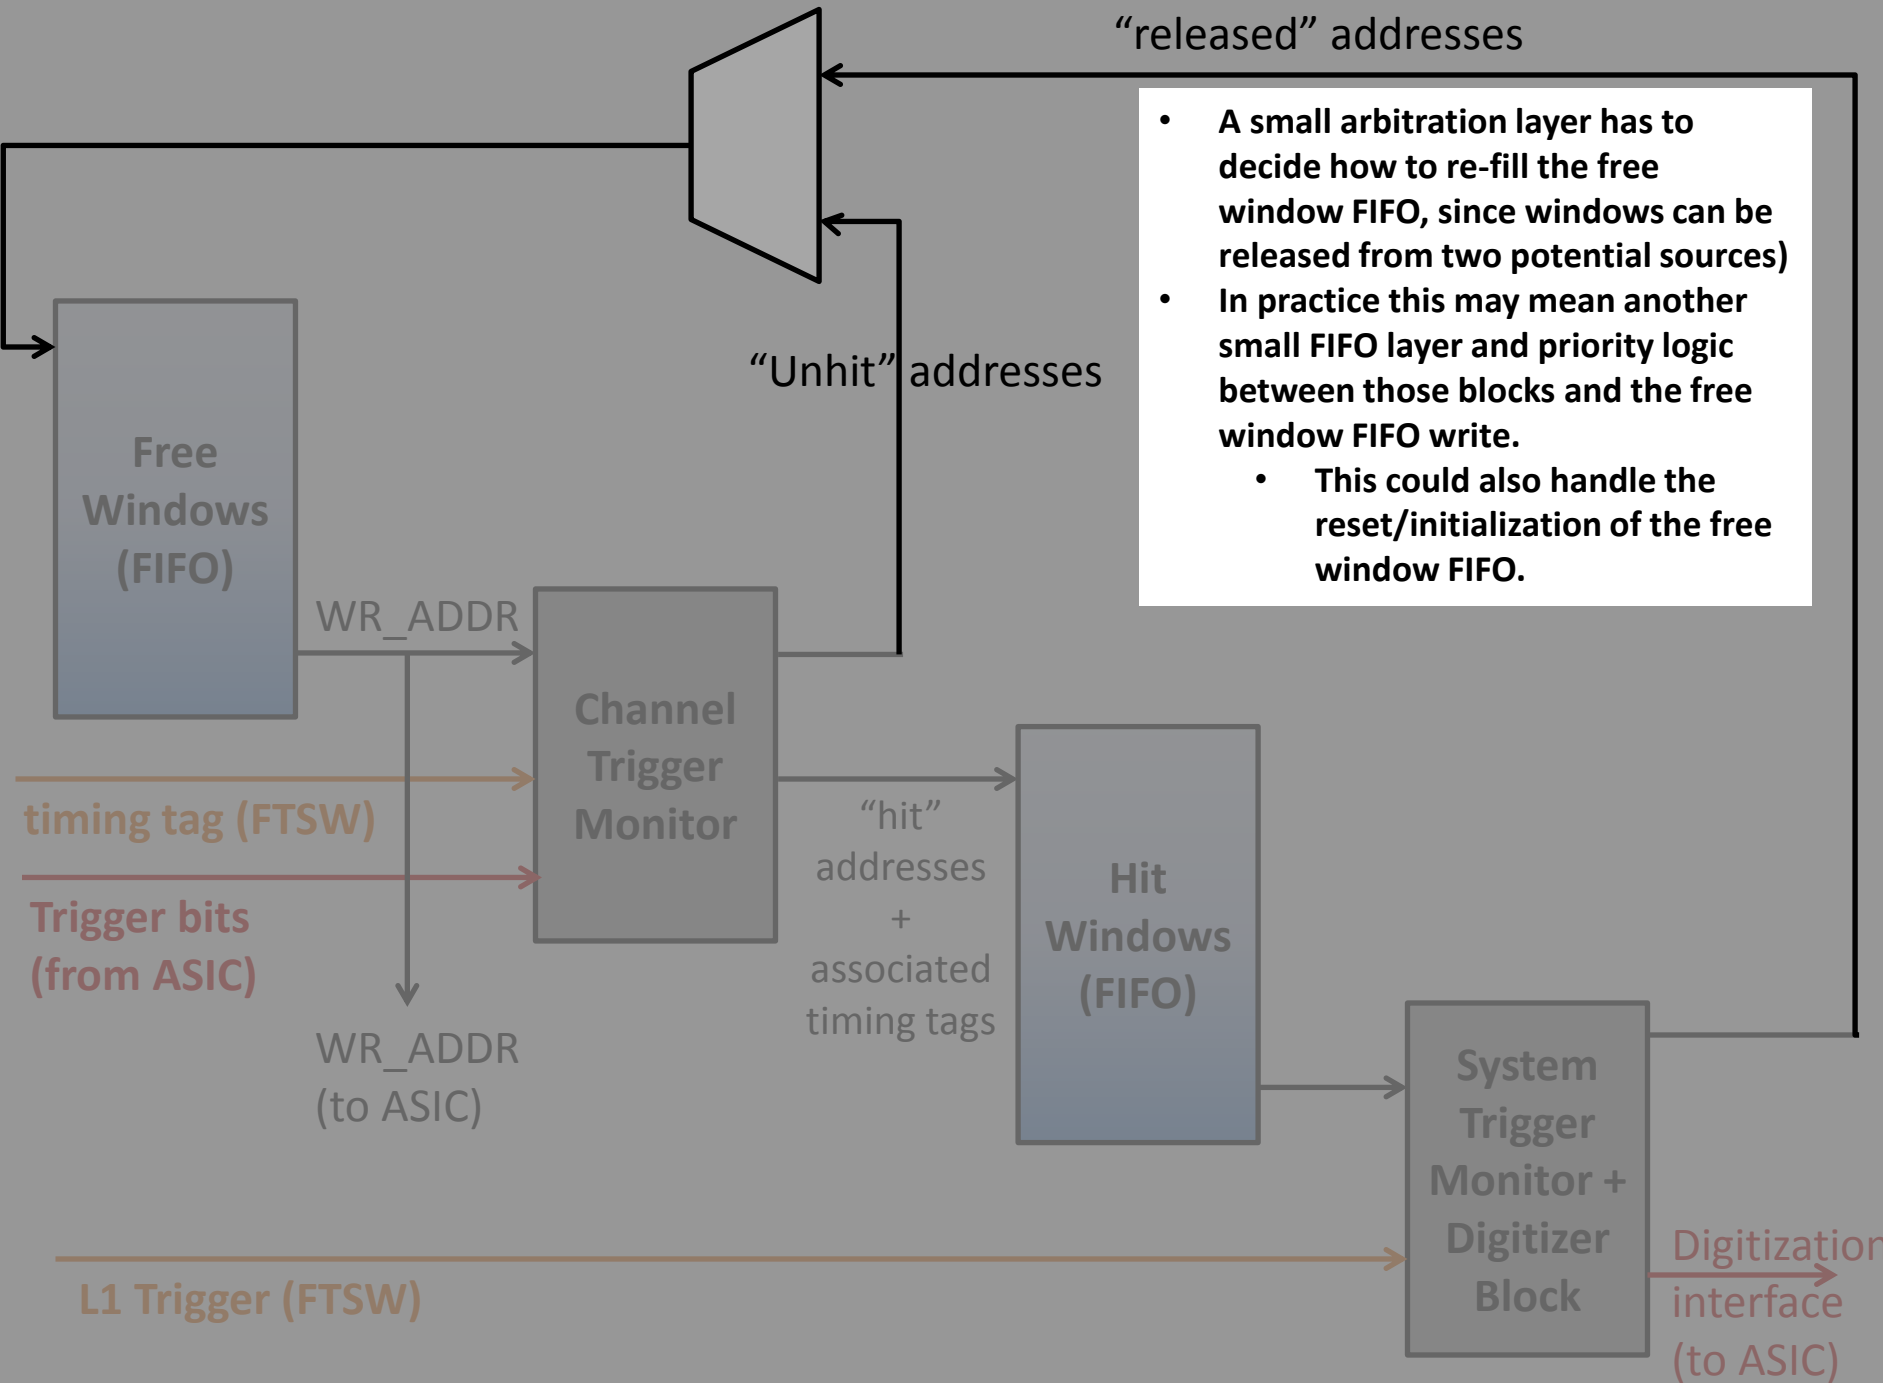 “released” addresses
• A small arbitration layer has to
decide how to re-fill the free
window FIFO, since windows can be
released from two potential sources)
• In practice this may mean another
small FIFO layer and priority logic
between those blocks and the free
window FIFO write.
• This could also handle the
reset/initialization of the free
window FIFO.
“Unhit” addresses
Free
Windows
(FIFO)
WR_ADDR
Channel
Trigger
Monitor
timing tag (FTSW)
Trigger bits
(from ASIC)
WR_ADDR
(to ASIC)
“hit”
addresses
+
associated
timing tags
Hit
Windows
(FIFO)
System
Trigger
Monitor +
Digitizer
Block
L1 Trigger (FTSW)
Digitization
interface
(to ASIC)